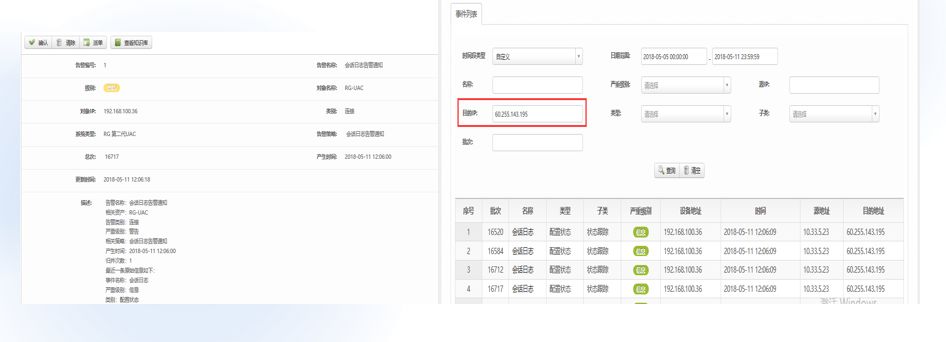 确认 清除 派单 查看知识库
告警编号: 1 告警名称: 会话日志告警通知
级别: 对象名称: RG-UAC
对象IP: 192.168.100.36 类别: 连接
系统类型: RG 第二代UAC 告警策略: 会话日志告警通知
总次: 16717 产生时间: 2018-05-11 12:06:00
更新时间: 2018-05-11 12:06:18
描述: 告警名称: 会话日志告警通知
相关资产: RG-UAC
告警类别: 连接
严重级别: 警告
相关策略: 会话日志告警通知
产生时间: 2018-05-11 12:06:00
归并次数: 1
最近一条原始信息如下:
事件名称: 会话日志
严重级别: 信息
类别: 配置状态
事件列表
时间段类型 自定义 日期范围: 2018-05-05 00:00:00 - 2018-05-11 23:59:59
名称: 严重级别: 请选择 源IP:
目的IP: 60.255.143.195 类型: 请选择 子类: 请选择
批次:
查询 清空
序号 批次 名称 类型 子类 严重级别 设备地址 时间 源地址 目的地址
1 16520 会话日志 配置状态 状态跟踪 信息 192.168.100.36 2018-05-11 12:06:09 10.33.5.23 60.255.143.195
2 16584 会话日志 配置状态 状态跟踪 信息 192.168.100.36 2018-05-11 12:06:09 10.33.5.23 60.255.143.195
3 16712 会话日志 配置状态 状态跟踪 信息 192.168.100.36 2018-05-11 12:06:09 10.33.5.23 60.255.143.195
4 16717 会话日志 配置状态 状态跟踪 信息 192.168.100.36 2018-05-11 12:06:09 10.33.5.23 60.255.143.195
激活 Windows